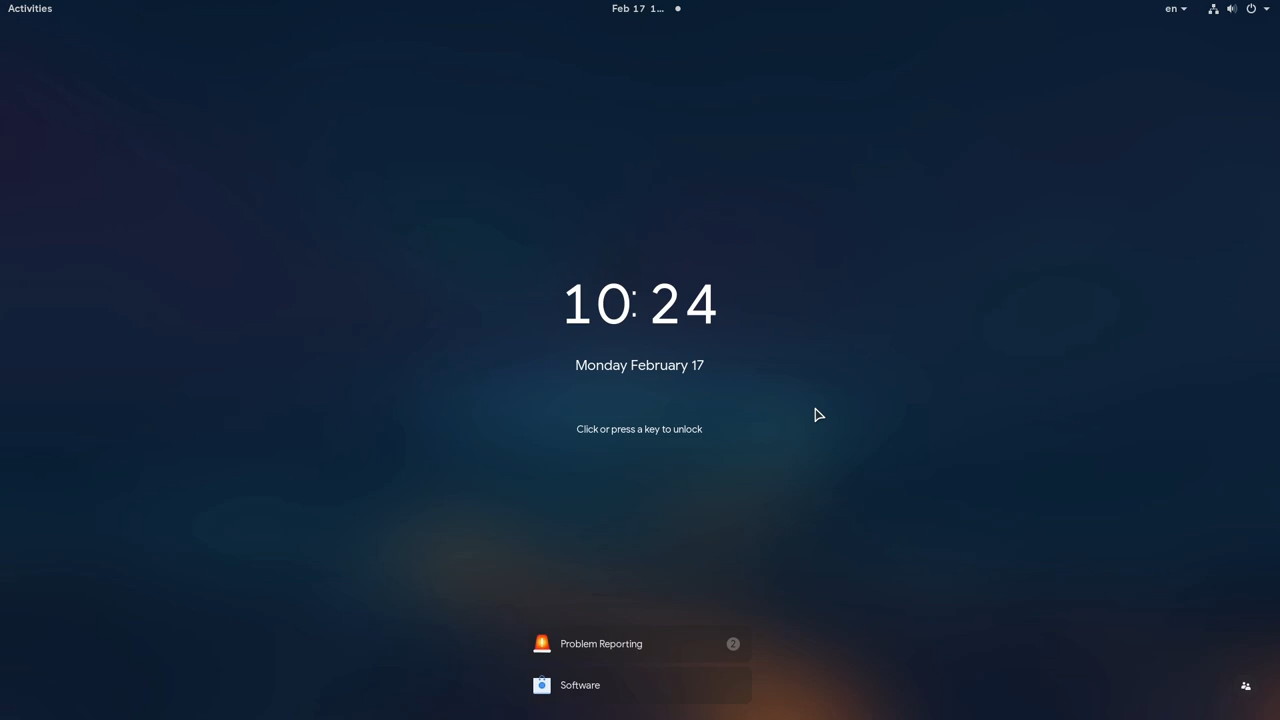 Activities
Feb 17 1…
en
10:24
Monday February 17
Click or press a key to unlock
Problem Reporting 2
Software